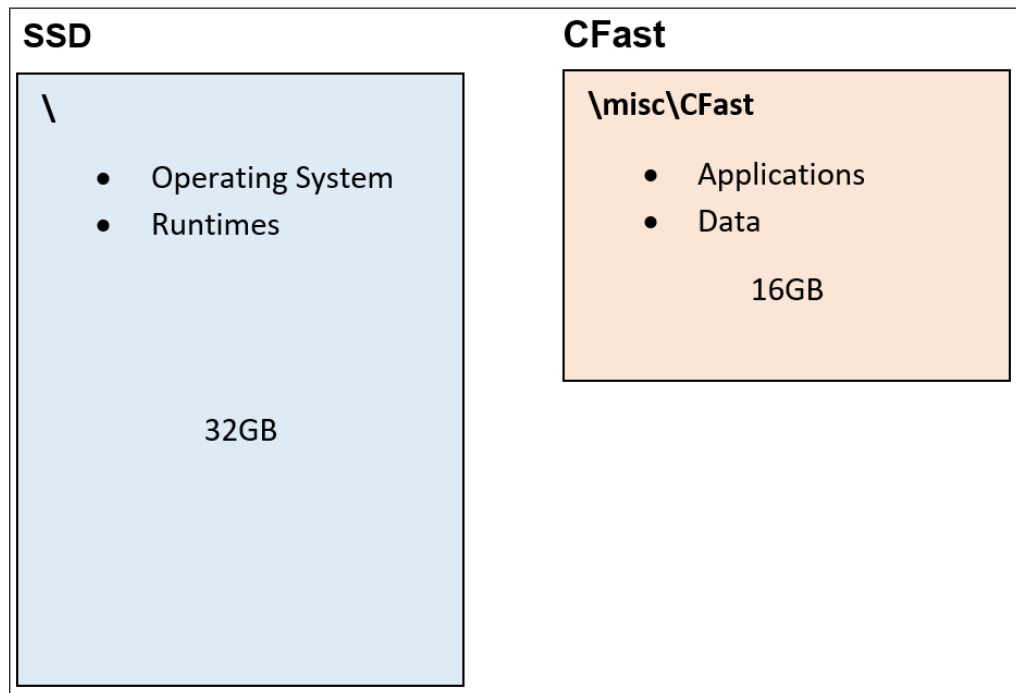 SSD
\
• Operating System
• Runtimes
32GB
CFast
\misc\CFast
• Applications
• Data
16GB